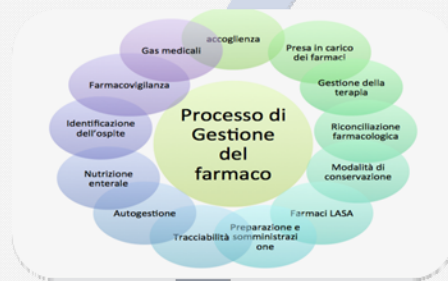 accoglienza
Presa in carico
dei farmaci
Gestione della
terapia
Riconciliazione
farmacologica
Modalità di
conservazione
Farmaci LASA
Preparazione e
somministrazi
one
Tracciabilità
Autogestione
Nutrizione
enterale
Identificazione
dell'ospite
Farmacovigilanza
Gas medicali
Processo di
Gestione
del
farmaco